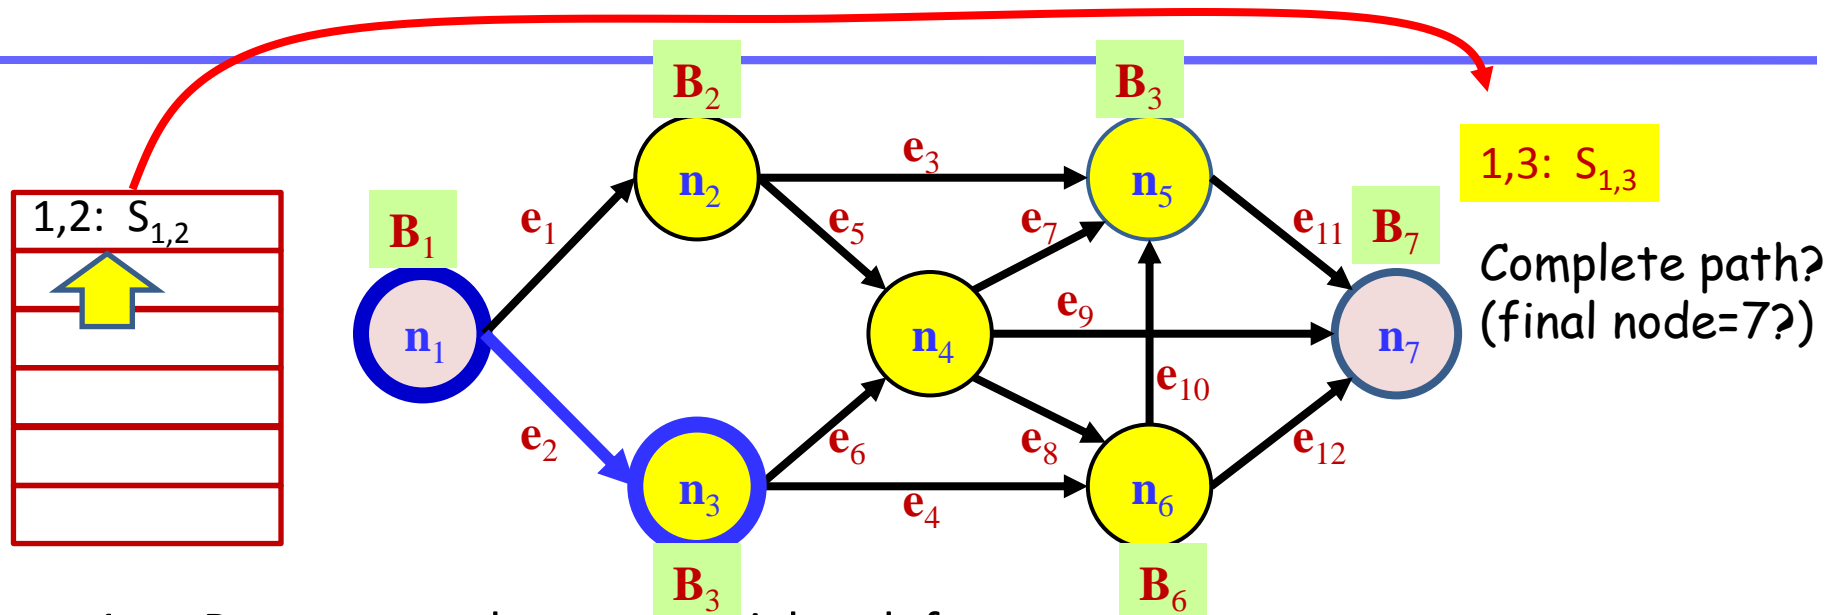 B₂
B₃
e₃
1,3: S₁,₃
n₂
n₅
1,2: S₁,₂
B₁
e₁
e₅
e₇
e₁₁
B₇
Complete path?
(final node=7?)
e₉
n₁
n₄
n₇
e₁₀
e₂
e₆
e₈
e₁₂
n₃
n₆
e₄
B₃
B₆